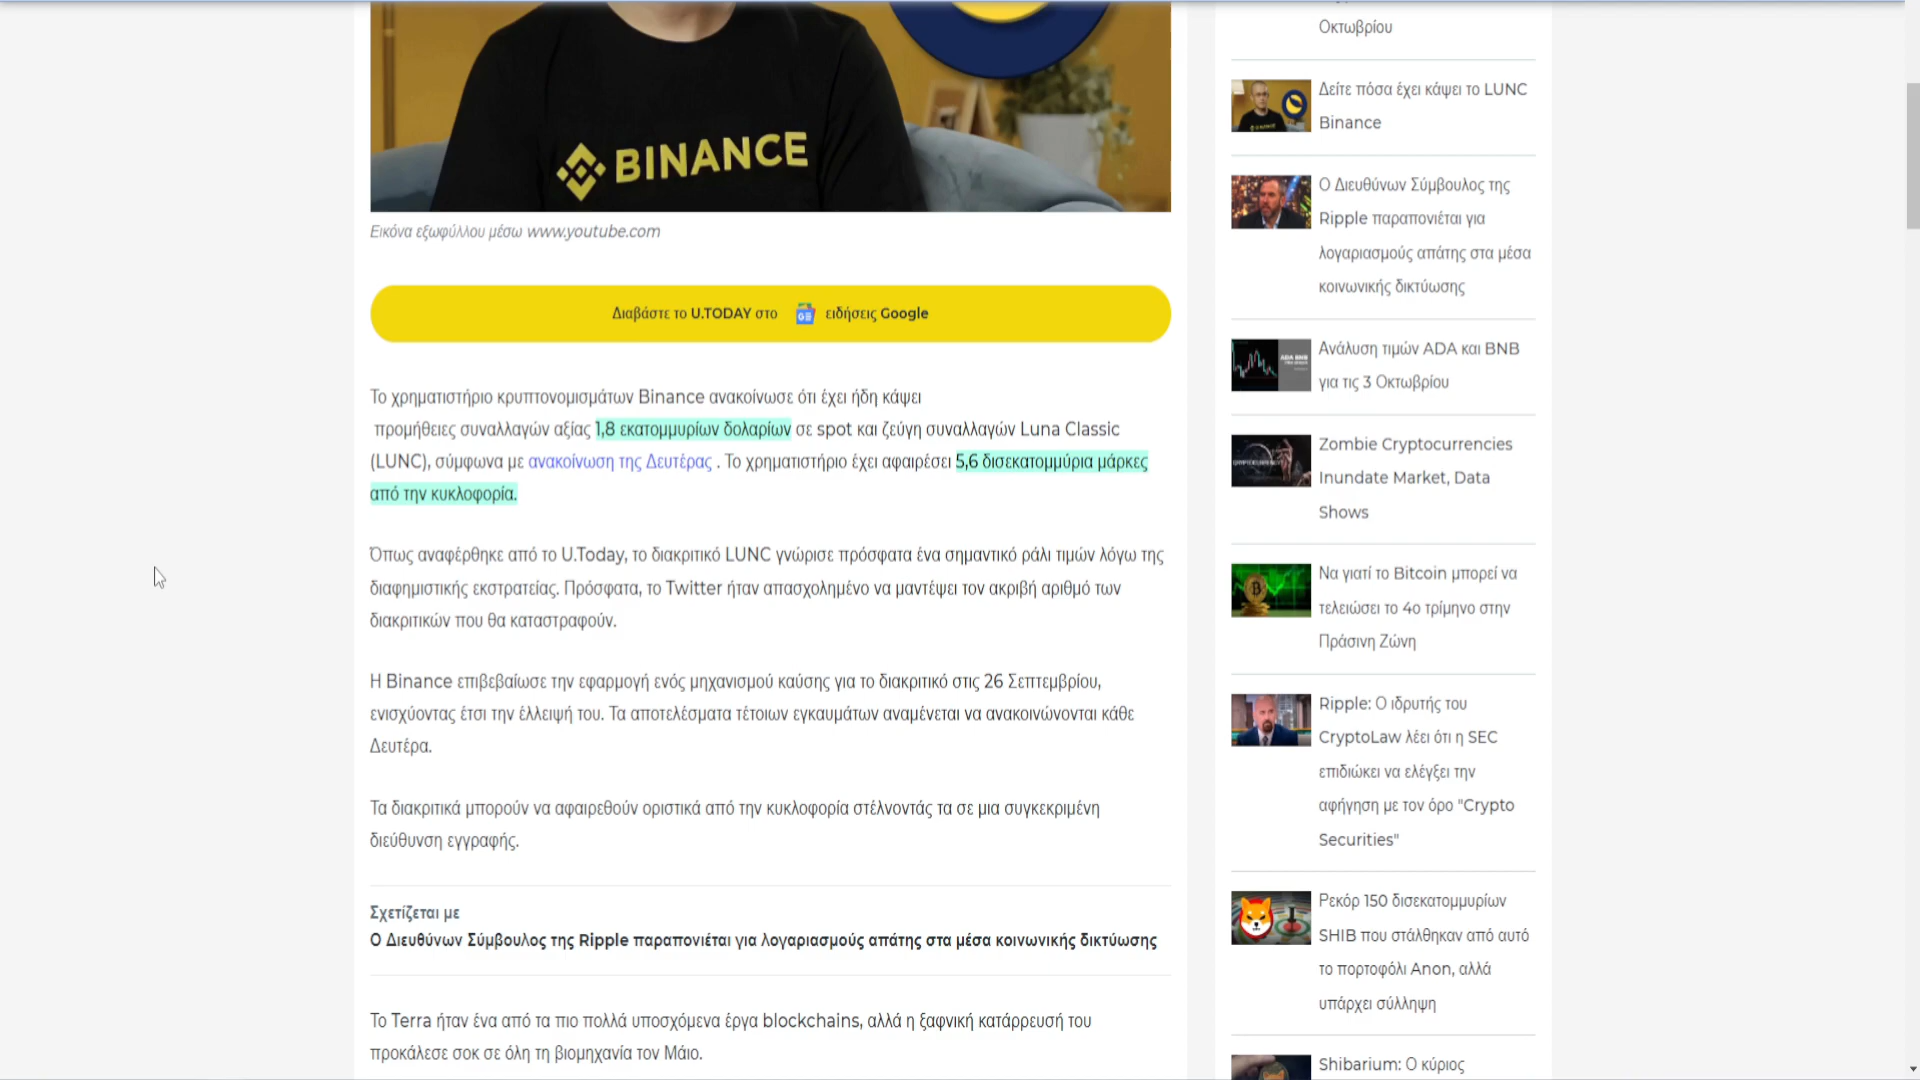 BINANCE
Εικόνα εξωφύλλου μέσω www.youtube.com
Διαβάστε το U.TODAY στο ειδήσεις Google
Το χρηματιστήριο κρυπτονομισμάτων Binance ανακοίνωσε ότι έχει ήδη κάψει
προμήθειες συναλλαγών αξίας 1,8 εκατομμυρίων δολαρίων σε spot και ζεύγη συναλλαγών Luna Classic
(LUNC), σύμφωνα με ανακοίνωση της Δευτέρας . Το χρηματιστήριο έχει αφαιρέσει 5,6 δισεκατομμύρια μάρκες
από την κυκλοφορία.
Όπως αναφέρθηκε από το U.Today, το διακριτικό LUNC γνώρισε πρόσφατα ένα σημαντικό ράλι τιμών λόγω της
διαφημιστικής εκστρατείας. Πρόσφατα, το Twitter ήταν απασχολημένο να μαντέψει τον ακριβή αριθμό των
διακριτικών που θα καταστραφούν.
Η Binance επιβεβαίωσε την εφαρμογή ενός μηχανισμού καύσης για το διακριτικό στις 26 Σεπτεμβρίου,
ενισχύοντας έτσι την έλλειψή του. Τα αποτελέσματα τέτοιων εγκαυμάτων αναμένεται να ανακοινώνονται κάθε
Δευτέρα.
Τα διακριτικά μπορούν να αφαιρεθούν οριστικά από την κυκλοφορία στέλνοντάς τα σε μια συγκεκριμένη
διεύθυνση εγγραφής.
Σχετίζεται με
Ο Διευθύνων Σύμβουλος της Ripple παραπονιέται για λογαριασμούς απάτης στα μέσα κοινωνικής δικτύωσης
Το Terra ήταν ένα από τα πιο πολλά υποσχόμενα έργα blockchains, αλλά η ξαφνική κατάρρευσή του
προκάλεσε σοκ σε όλη τη βιομηχανία τον Μάιο.
Οκτωβρίου
Δείτε πόσα έχει κάψει το LUNC
Binance
Ο Διευθύνων Σύμβουλος της
Ripple παραπονιέται για
λογαριασμούς απάτης στα μέσα
κοινωνικής δικτύωσης
Ανάλυση τιμών ADA και BNB
για τις 3 Οκτωβρίου
Zombie Cryptocurrencies
Inundate Market, Data
Shows
Να γιατί το Bitcoin μπορεί να
τελειώσει το 4ο τρίμηνο στην
Πράσινη Ζώνη
Ripple: Ο ιδρυτής του
CryptoLaw λέει ότι η SEC
επιδιώκει να ελέγξει την
αφήγηση με τον όρο "Crypto
Securities"
Ρεκόρ 150 δισεκατομμυρίων
SHIB που στάλθηκαν από αυτό
το πορτοφόλι Anon, αλλά
υπάρχει σύλληψη
Shibarium: Ο κύριος